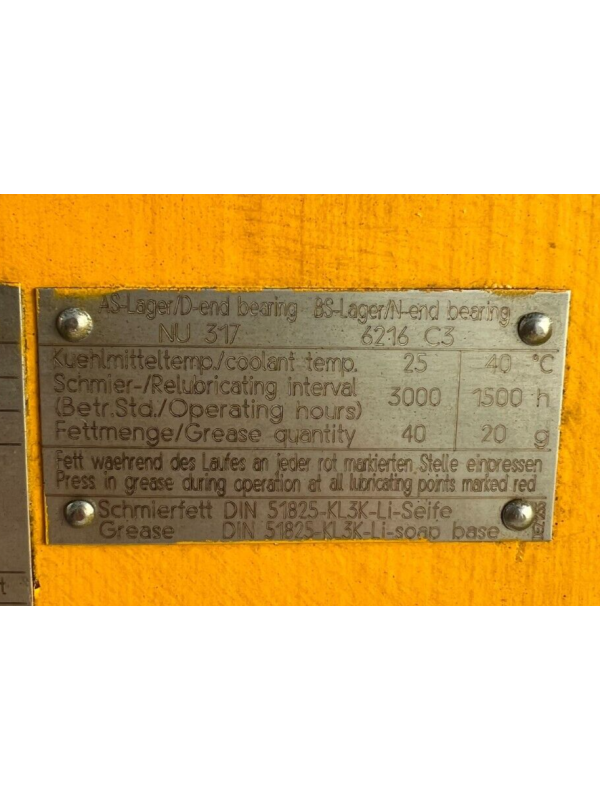 AS-Lager/D-end bearing BS-Lager/N-end bearing
NU 317 6216 C3
Kuehlmitteltemp./coolant temp. 25 40 °C
Schmier-/Relubricating interval
(Betr.Std./Operating hours) 3000 1500 h
Fettmenge/Grease quantity 40 20 g
Fett waehrend des Laufes an jeder rot markierten Stelle einpressen
Press in grease during operation at all lubricating points marked red
Schmierfett DIN 51825-KL3K-Li-Seife
Grease DIN 51825-KL3K-Li-soap base
t